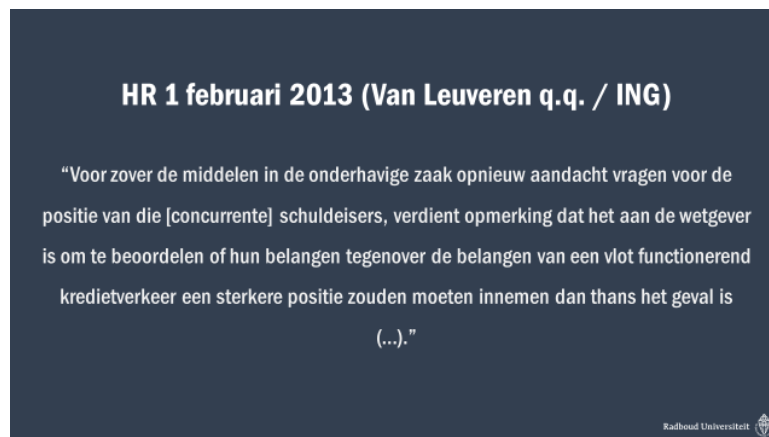 HR 1 februari 2013 (Van Leuveren q.q. / ING)
“Voor zover de middelen in de onderhavige zaak opnieuw aandacht vragen voor de
positie van die [concurrente] schuldeisers, verdient opmerking dat het aan de wetgever
is om te beoordelen of hun belangen tegenover de belangen van een vlot functionerend
kredietverkeer een sterkere positie zouden moeten innemen dan thans het geval is
(...).”
Radboud Universiteit